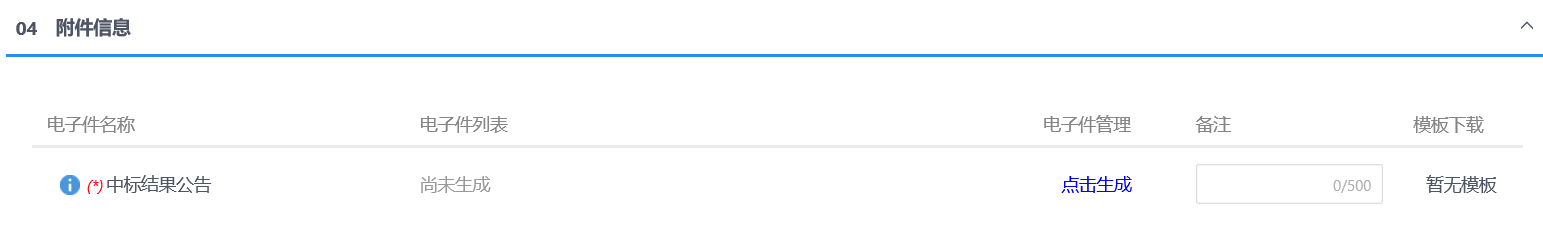 04 附件信息
电子件名称 电子件列表 电子件管理 备注 模板下载
(*) 中标结果公告 尚未生成 点击生成 0/500 暂无模板